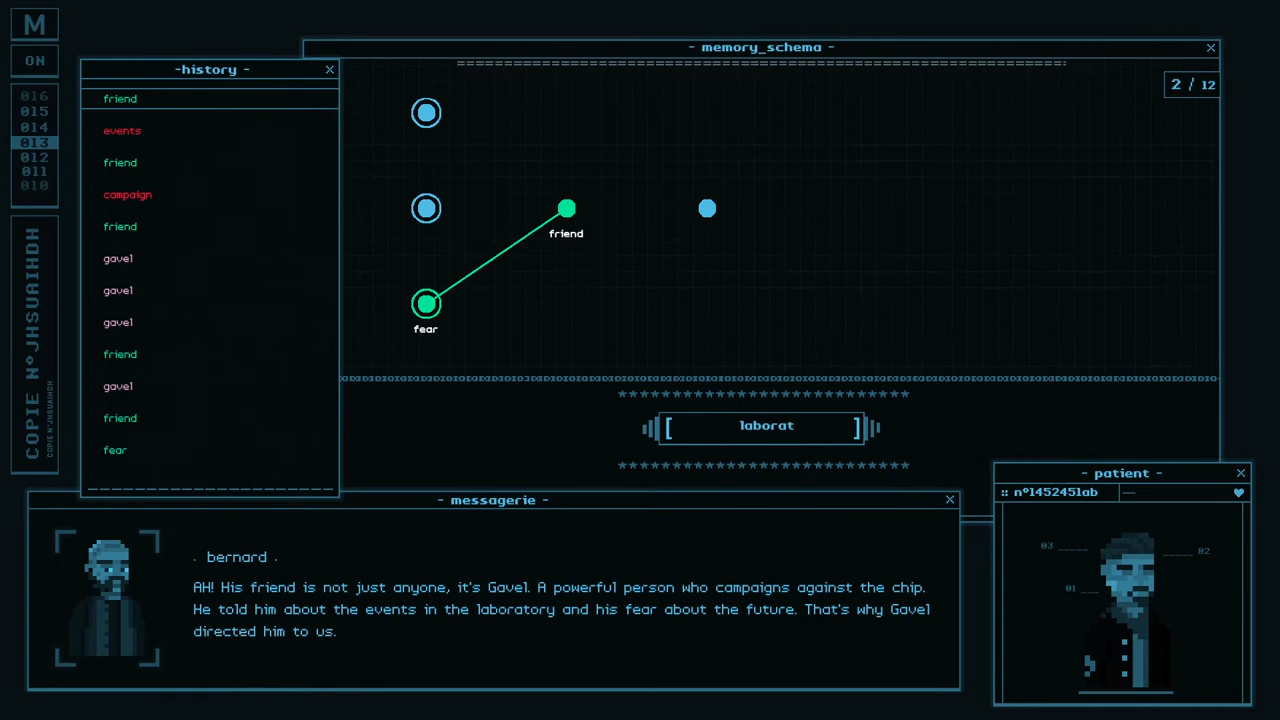 M
ON
016
015
014
013
012
011
010
COPIE N°JHSUAIHDH
COPIE N°JHSUAIHDH
-history -
friend
events
friend
campaign
friend
gavel
gavel
gavel
friend
gavel
friend
fear
- memory_schema -
2 / 12
friend
fear
[ laborat ]
- messagerie -
. bernard .
AH! His friend is not just anyone, it's Gavel. A powerful person who campaigns against the chip.
He told him about the events in the laboratory and his fear about the future. That's why Gavel
directed him to us.
- patient -
:: n°145245lab
03
02
01